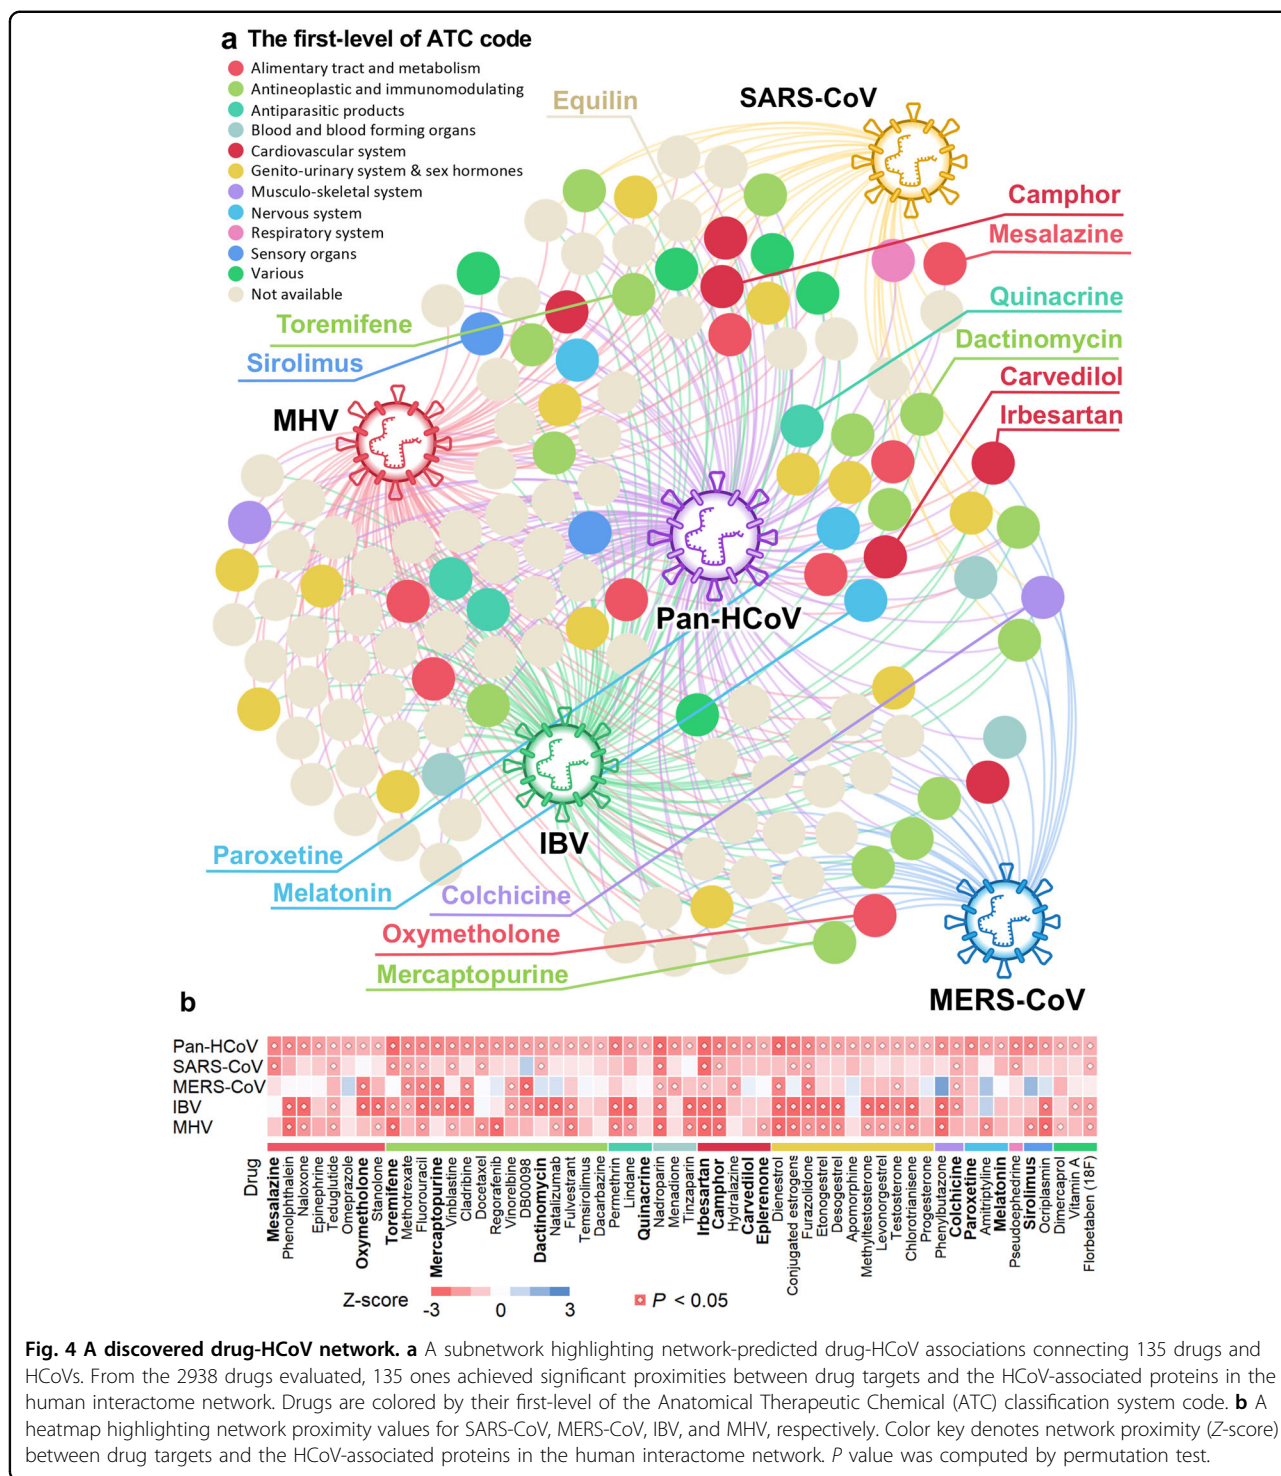 a The first-level of ATC code
Alimentary tract and metabolism
Antineoplastic and immunomodulating
Antiparasitic products
Blood and blood forming organs
Cardiovascular system
Genito-urinary system & sex hormones
Musculo-skeletal system
Nervous system
Respiratory system
Sensory organs
Various
Not available
Equilin
SARS-CoV
Camphor
Mesalazine
Quinacrine
Toremifene
Dactinomycin
Sirolimus
Carvedilol
MHV
Irbesartan
Pan-HCoV
IBV
Paroxetine
Melatonin
Colchicine
Oxymetholone
Mercaptopurine
MERS-CoV
b
Pan-HCoV
SARS-CoV
MERS-CoV
IBV
MHV
Drug
Mesalazine
Phenolphthalein
Naloxone
Epinephrine
Teduglutide
Omeprazole
Oxymetholone
Stanolone
Toremifene
Methotrexate
Fluorouracil
Mercaptopurine
Vinblastine
Cladribine
Docetaxel
Regorafenib
Vinorelbine
DB00098
Dactinomycin
Natalizumab
Fulvestrant
Temsirolimus
Dacarbazine
Permethrin
Lindane
Quinacrine
Nadroparin
Menadione
Tinzaparin
Irbesartan
Camphor
Hydralazine
Carvedilol
Eplerenone
Dienestrol
Conjugated estrogens
Furazolidone
Etonogestrel
Desogestrel
Apomorphine
Methyltestosterone
Levonorgestrel
Testosterone
Chlorotrianisene
Progesterone
Phenylbutazone
Colchicine
Paroxetine
Amitriptyline
Melatonin
Pseudoephedrine
Sirolimus
Ocriplasmin
Dimercaprol
Vitamin A
Florbetaben (18F)
Z-score
-3 0 3
P < 0.05
Fig. 4 A discovered drug-HCoV network. a A subnetwork highlighting network-predicted drug-HCoV associations connecting 135 drugs and
HCoVs. From the 2938 drugs evaluated, 135 ones achieved significant proximities between drug targets and the HCoV-associated proteins in the
human interactome network. Drugs are colored by their first-level of the Anatomical Therapeutic Chemical (ATC) classification system code. b A
heatmap highlighting network proximity values for SARS-CoV, MERS-CoV, IBV, and MHV, respectively. Color key denotes network proximity (Z-score)
between drug targets and the HCoV-associated proteins in the human interactome network. P value was computed by permutation test.